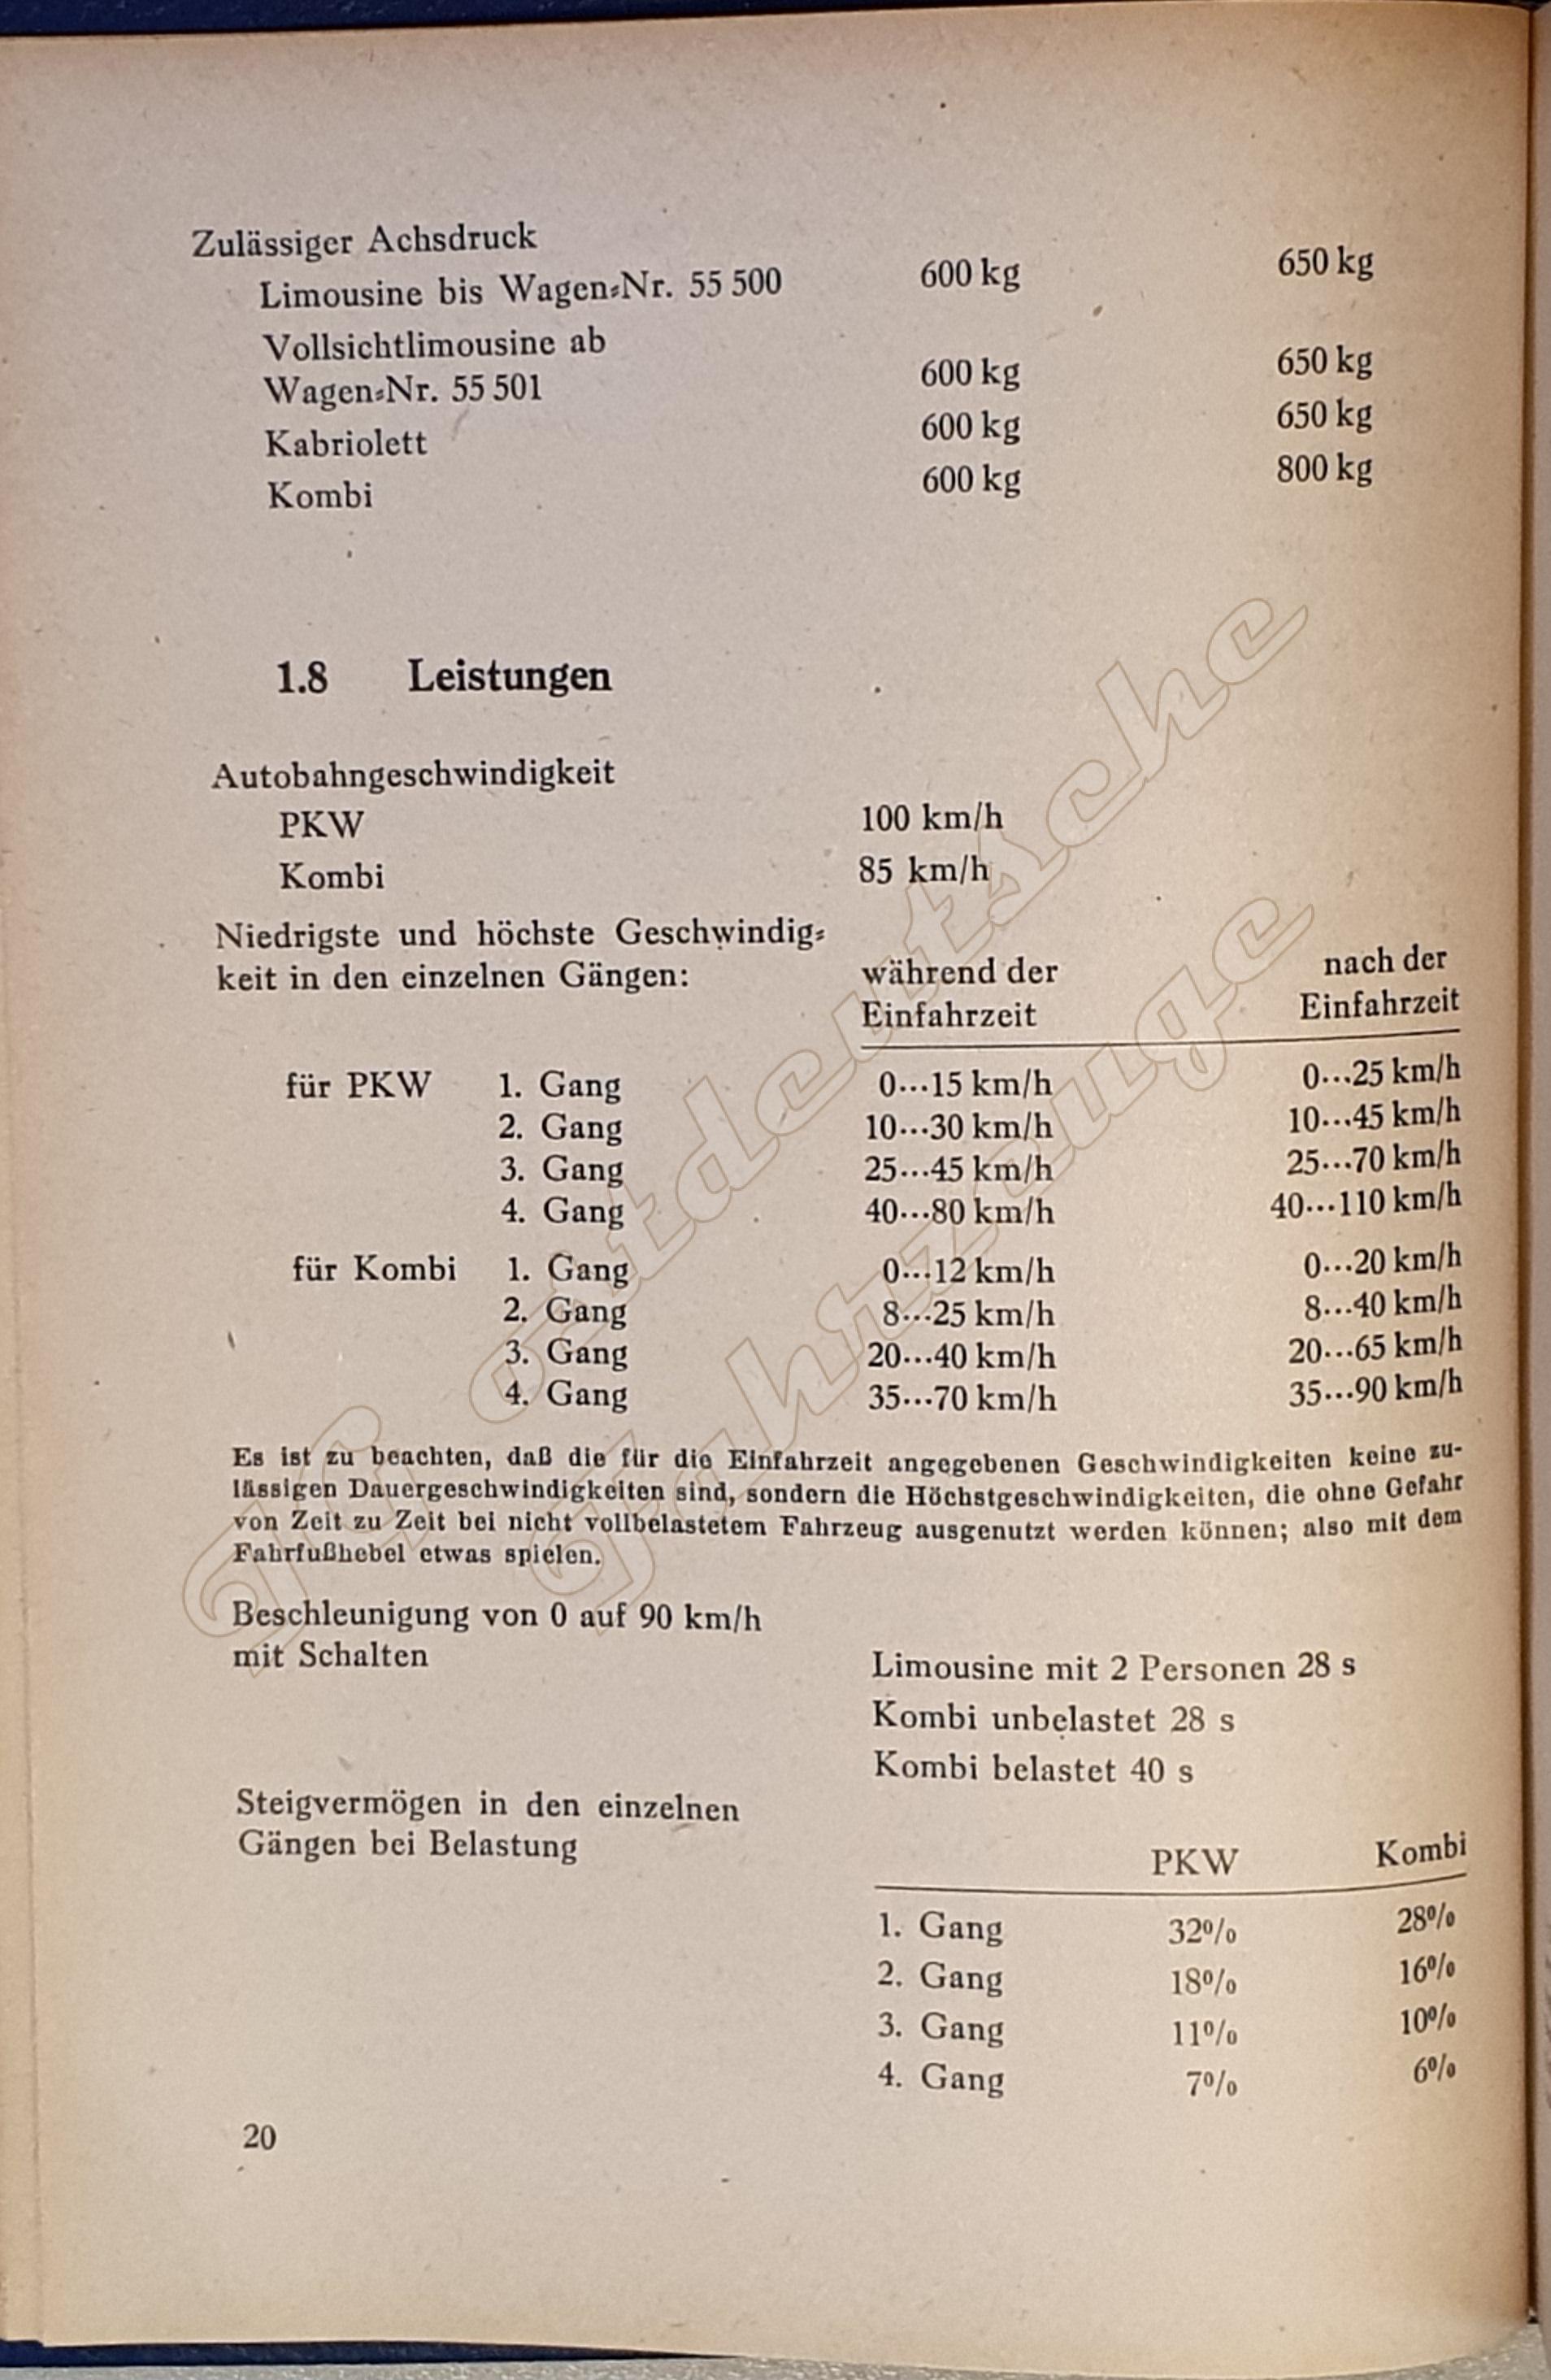 Zulässiger Achsdruck
Limousine bis Wagen-Nr. 55 500 600 kg 650 kg
Vollsichtlimousine ab
Wagen-Nr. 55 501 600 kg 650 kg
Kabriolett 600 kg 650 kg
Kombi 600 kg 800 kg
1.8 Leistungen
Autobahngeschwindigkeit
PKW 100 km/h
Kombi 85 km/h
Niedrigste und höchste Geschwindig-
keit in den einzelnen Gängen: während der Einfahrzeit nach der Einfahrzeit
für PKW 1. Gang 0...15 km/h 0...25 km/h
2. Gang 10...30 km/h 10...45 km/h
3. Gang 25...45 km/h 25...70 km/h
4. Gang 40...80 km/h 40...110 km/h
für Kombi 1. Gang 0...12 km/h 0...20 km/h
2. Gang 8...25 km/h 8...40 km/h
3. Gang 20...40 km/h 20...65 km/h
4. Gang 35...70 km/h 35...90 km/h
Es ist zu beachten, daß die für die Einfahrzeit angegebenen Geschwindigkeiten keine zu-
lässigen Dauergeschwindigkeiten sind, sondern die Höchstgeschwindigkeiten, die ohne Gefahr
von Zeit zu Zeit bei nicht vollbelastetem Fahrzeug ausgenutzt werden können; also mit dem
Fahrfußhebel etwas spielen.
Beschleunigung von 0 auf 90 km/h
mit Schalten
Limousine mit 2 Personen 28 s
Kombi unbelastet 28 s
Kombi belastet 40 s
Steigvermögen in den einzelnen
Gängen bei Belastung
PKW Kombi
1. Gang 32% 28%
2. Gang 18% 16%
3. Gang 11% 10%
4. Gang 7% 6%
20
IG Ostdeutsche
Fahrzeuge